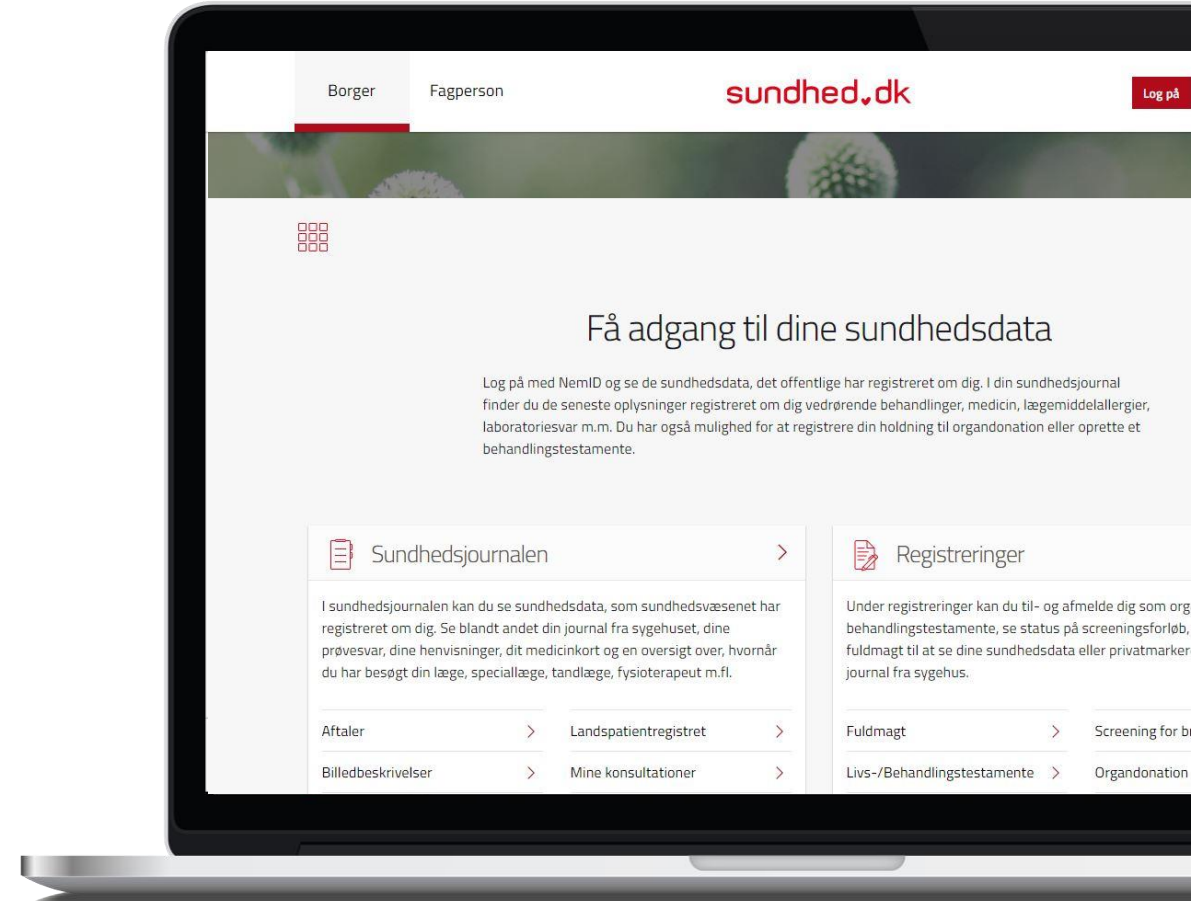 Borger
Fagperson
sundhed.dk
Log på
Få adgang til dine sundhedsdata
Log på med NemID og se de sundhedsdata, det offentlige har registreret om dig. I din sundhedsjournal
finder du de seneste oplysninger registreret om dig vedrørende behandlinger, medicin, lægemiddelallergier,
laboratoriesvar m.m. Du har også mulighed for at registrere din holdning til organdonation eller oprette et
behandlingstestamente.
Sundhedsjournalen
I sundhedsjournalen kan du se sundhedsdata, som sundhedsvæsenet har
registreret om dig. Se blandt andet din journal fra sygehuset, dine
prøvesvar, dine henvisninger, dit medicinkort og en oversigt over, hvornår
du har besøgt din læge, speciallæge, tandlæge, fysioterapeut m.fl.
Aftaler
Landspatientregistret
Billedbeskrivelser
Mine konsultationer
Registreringer
Under registreringer kan du til- og afmelde dig som org
behandlingstestamente, se status på screeningsforløb,
fuldmagt til at se dine sundhedsdata eller privatmarker
journal fra sygehus.
Fuldmagt
Screening for br
Livs-/Behandlingstestamente
Organdonation